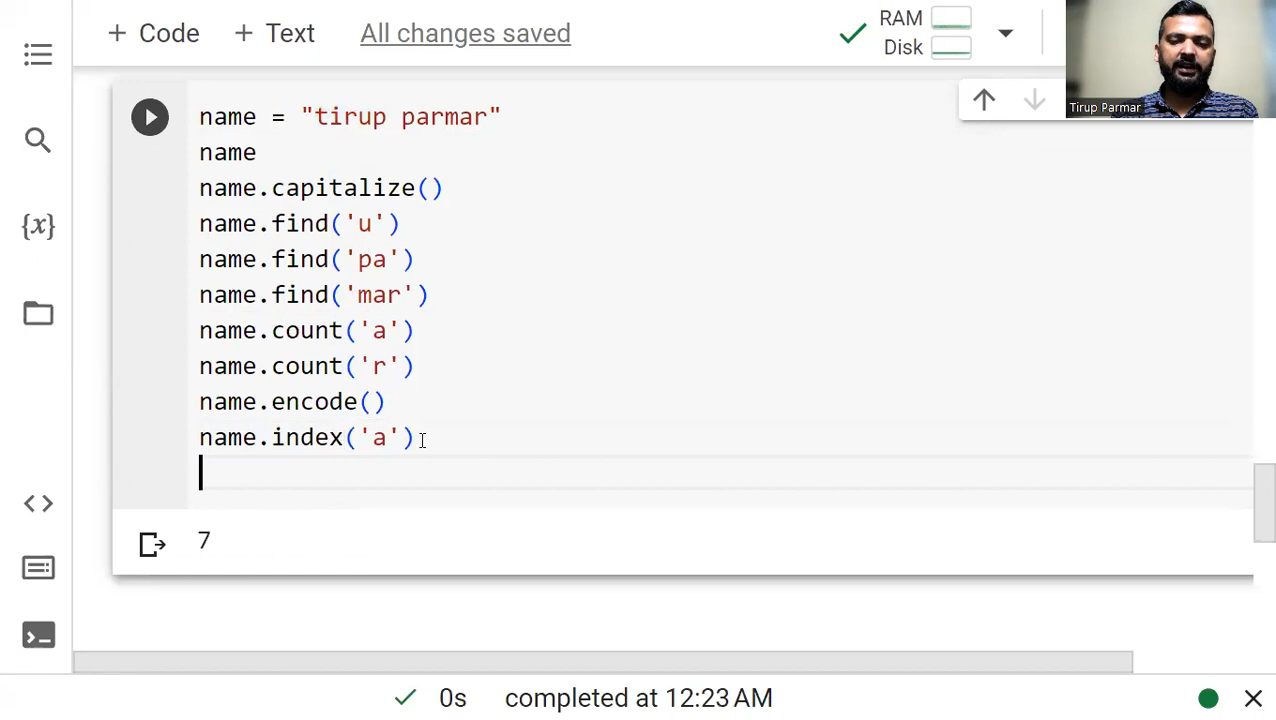 + Code + Text All changes saved
RAM
Disk
Tirup Parmar
{x}
name = "tirup parmar"
name
name.capitalize()
name.find('u')
name.find('pa')
name.find('mar')
name.count('a')
name.count('r')
name.encode()
name.index('a')
7
0s completed at 12:23 AM